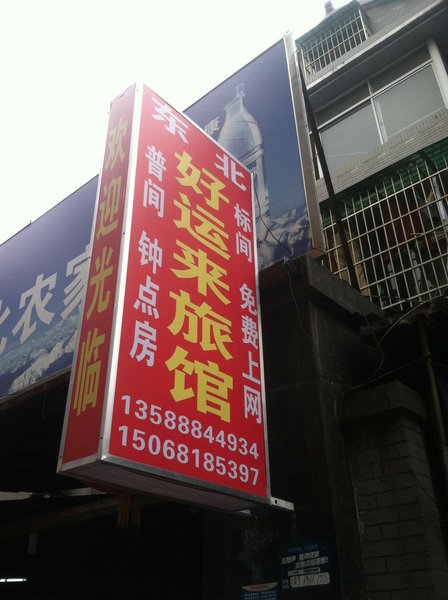 欢迎光临
东北
好运来旅馆
普间 钟点房
标间 免费上网
13588844934
15068185397
农家
康